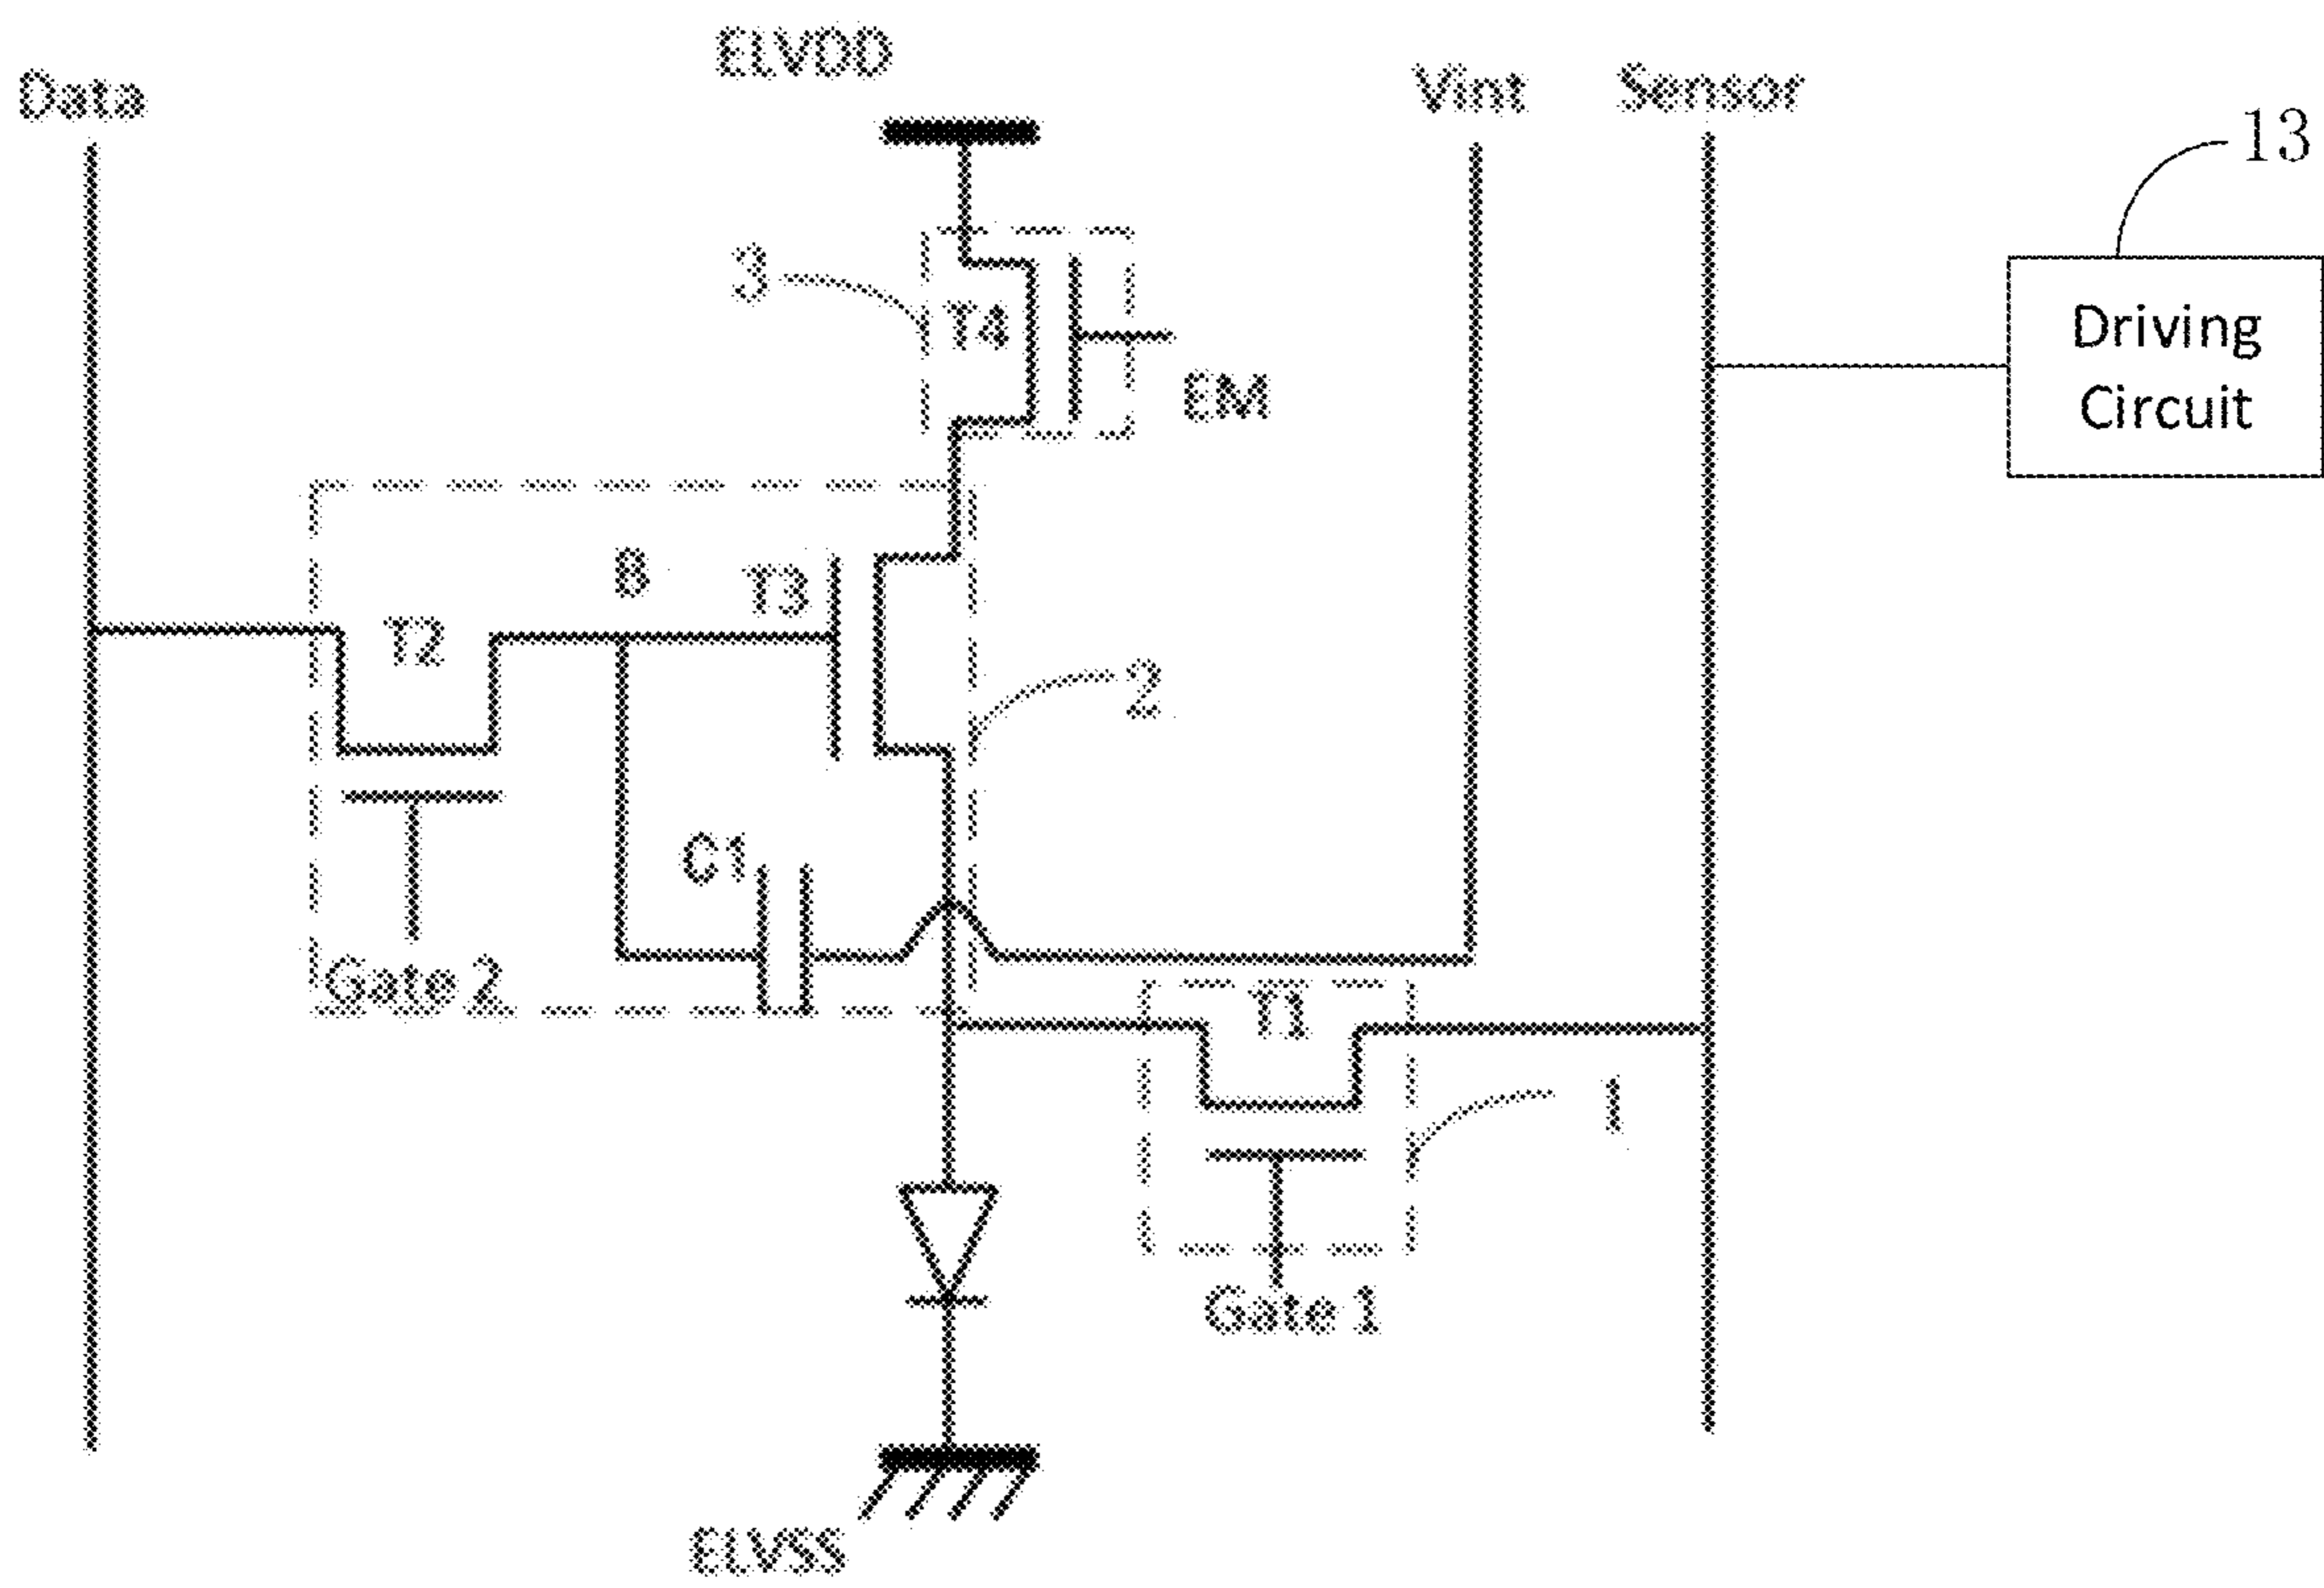 ELVDD
Data
Vint
Sensor
13
3
T4
EM
Driving
Circuit
B
T3
T2
2
C1
Gate 2
T1
1
Gate 1
ELVSS